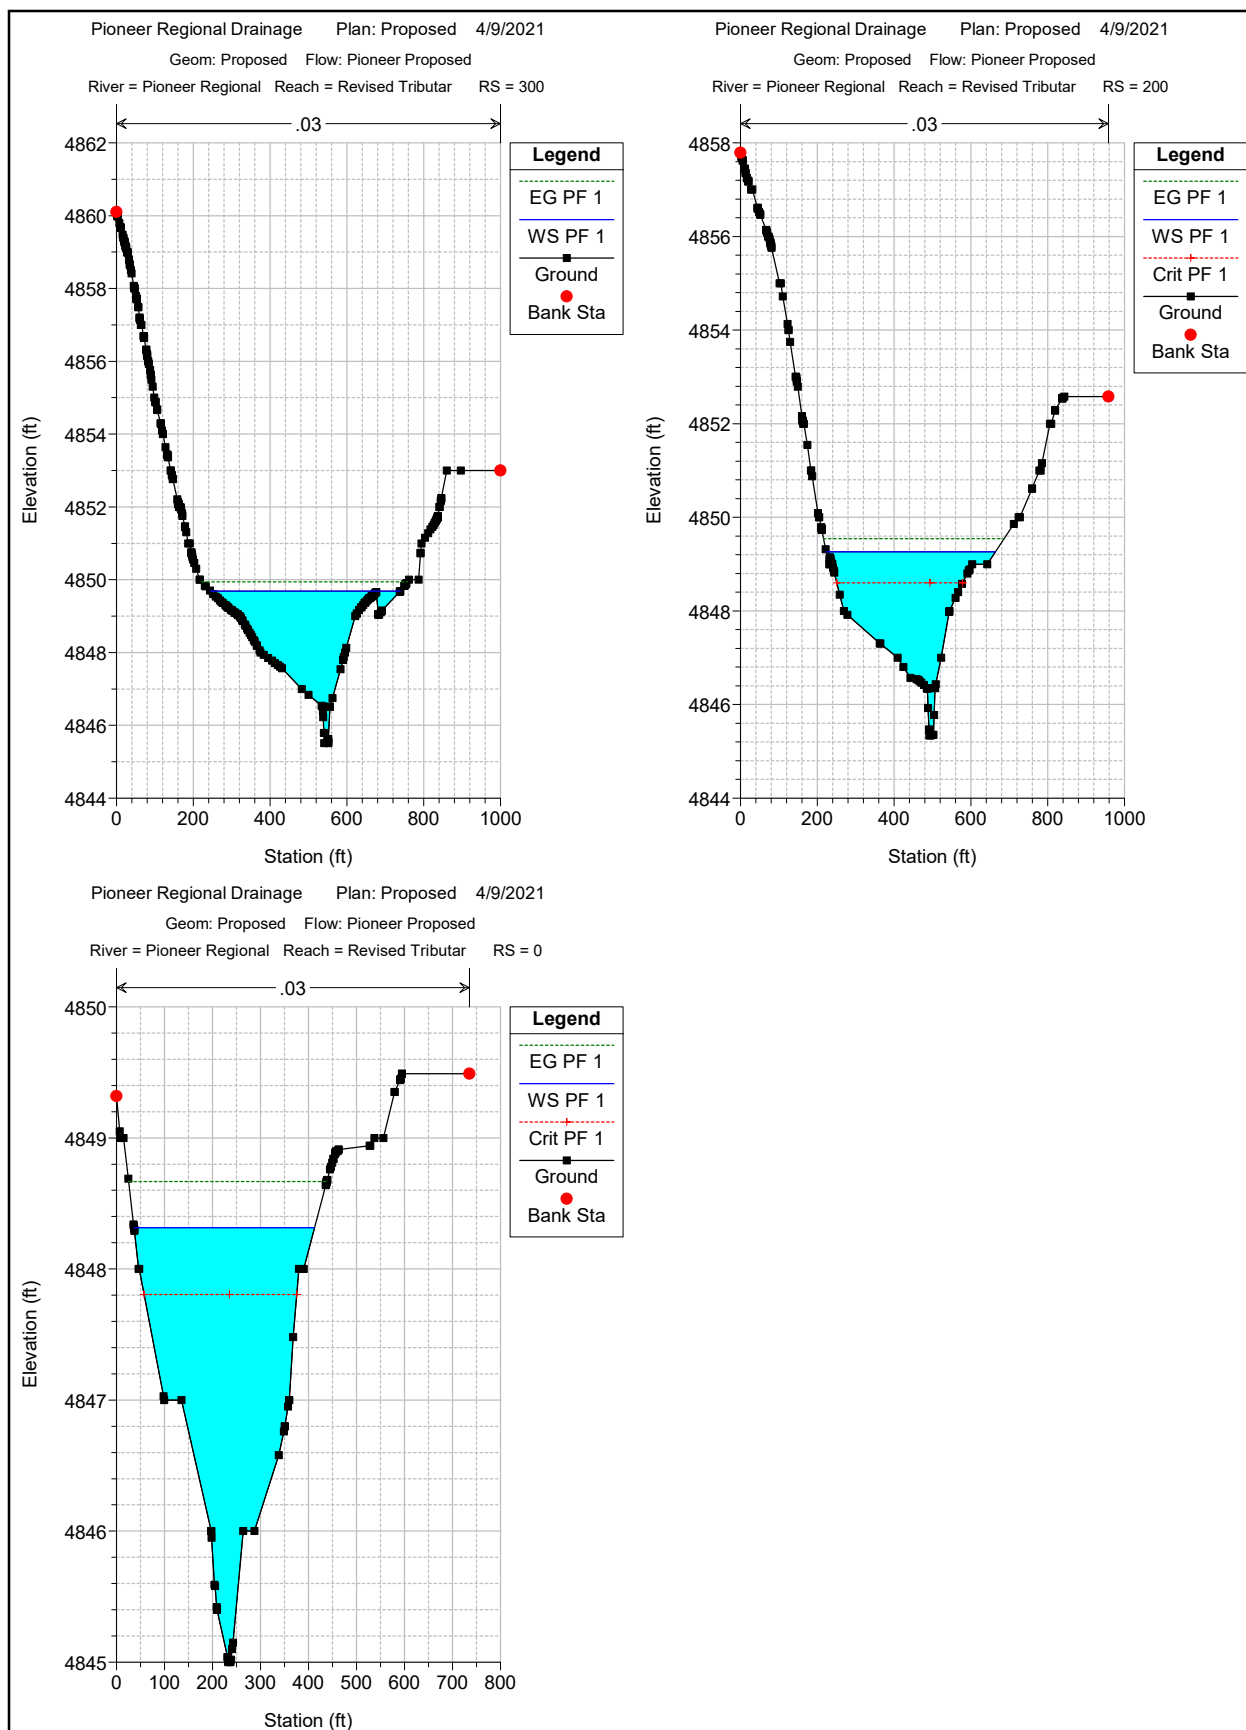 Pioneer Regional Drainage Plan: Proposed 4/9/2021
Geom: Proposed Flow: Pioneer Proposed
River = Pioneer Regional Reach = Revised Tributar RS = 300
.03
4862
4860
4858
4856
4854
4852
4850
4848
4846
4844
Elevation (ft)
0 200 400 600 800 1000
Station (ft)
Legend
EG PF 1
WS PF 1
Ground
Bank Sta
Pioneer Regional Drainage Plan: Proposed 4/9/2021
Geom: Proposed Flow: Pioneer Proposed
River = Pioneer Regional Reach = Revised Tributar RS = 200
.03
4858
4856
4854
4852
4850
4848
4846
4844
Elevation (ft)
0 200 400 600 800 1000
Station (ft)
Legend
EG PF 1
WS PF 1
Crit PF 1
Ground
Bank Sta
Pioneer Regional Drainage Plan: Proposed 4/9/2021
Geom: Proposed Flow: Pioneer Proposed
River = Pioneer Regional Reach = Revised Tributar RS = 0
.03
4850
4849
4848
4847
4846
4845
Elevation (ft)
0 100 200 300 400 500 600 700 800
Station (ft)
Legend
EG PF 1
WS PF 1
Crit PF 1
Ground
Bank Sta